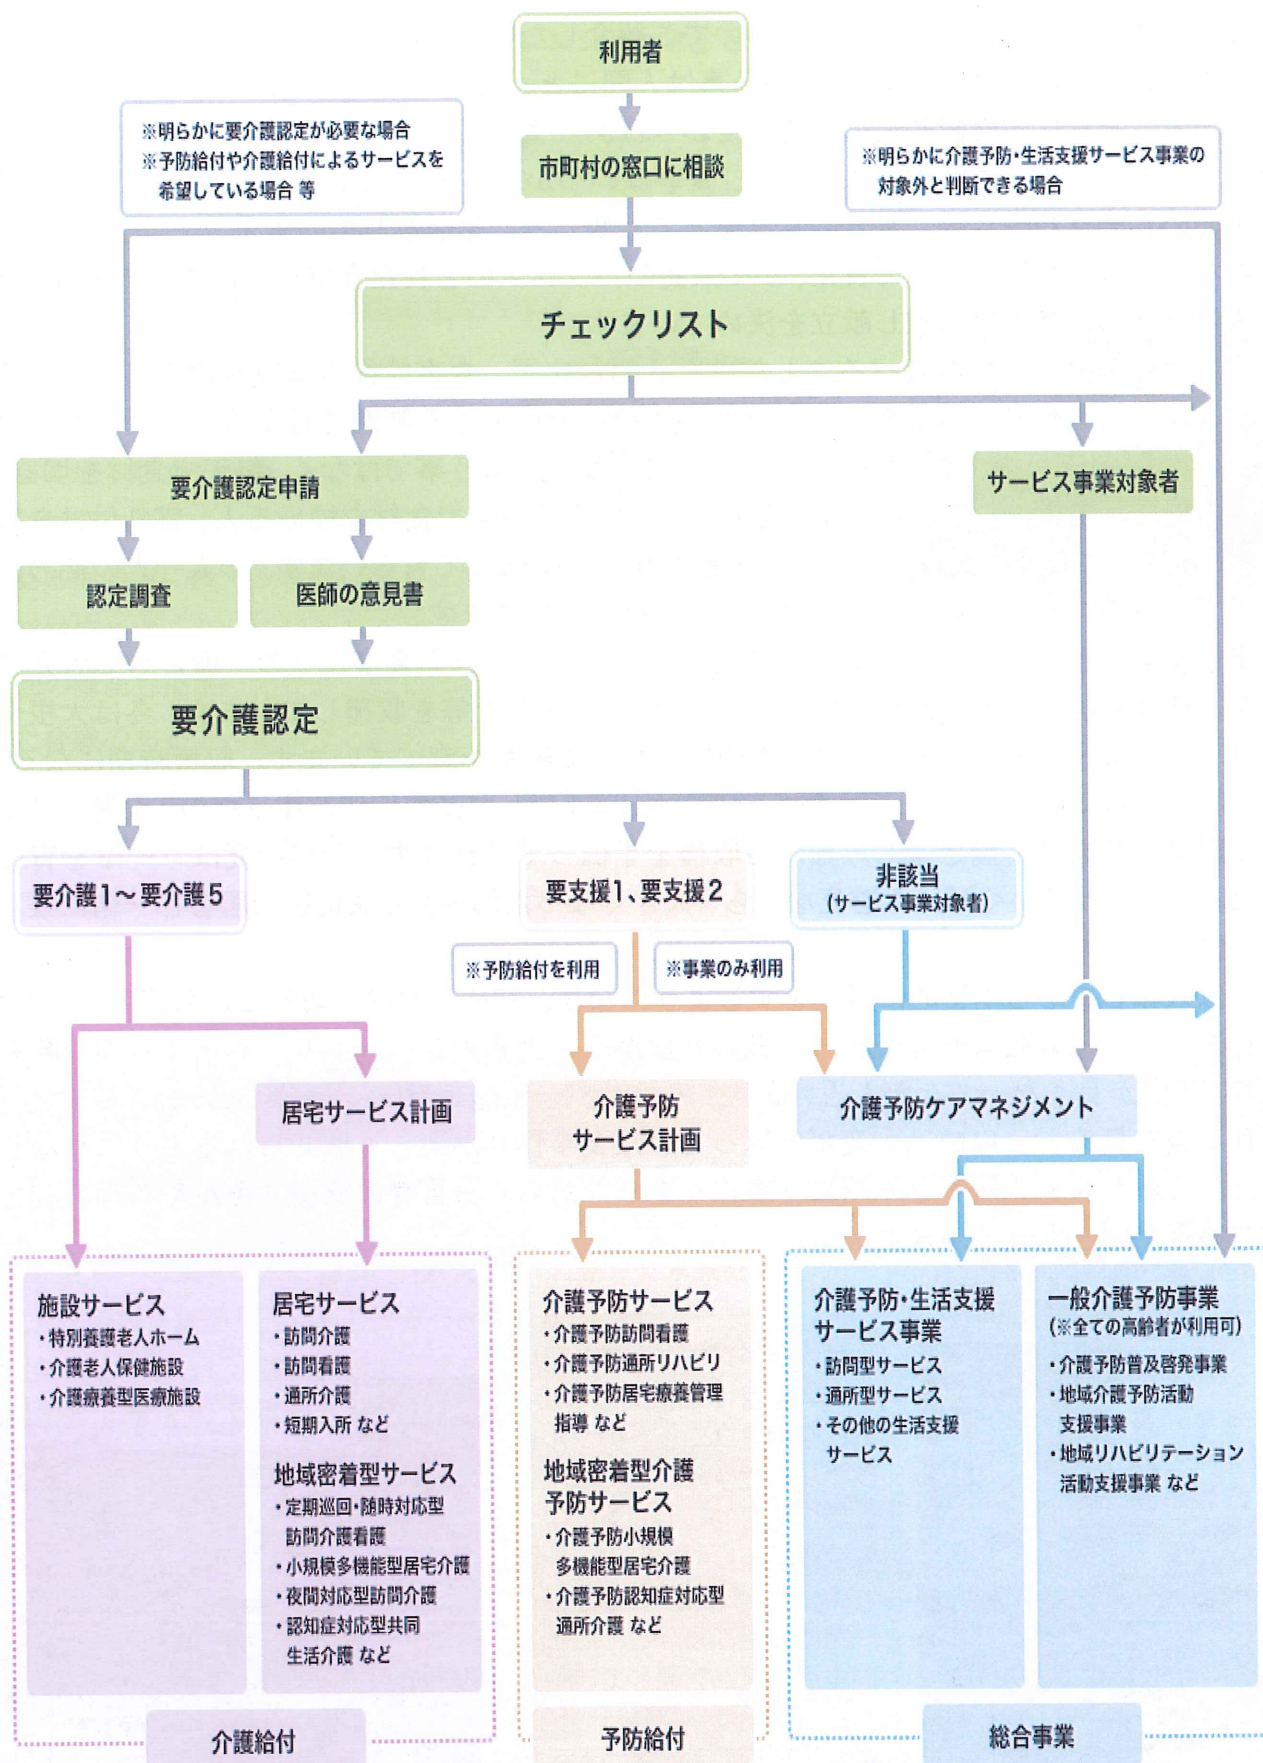 利用者
※明らかに要介護認定が必要な場合
※予防給付や介護給付によるサービスを
希望している場合 等
市町村の窓口に相談
※明らかに介護予防・生活支援サービス事業の
対象外と判断できる場合
チェックリスト
要介護認定申請
サービス事業対象者
認定調査
医師の意見書
要介護認定
要介護1〜要介護5
要支援1、要支援2
非該当
(サービス事業対象者)
※予防給付を利用
※事業のみ利用
居宅サービス計画
介護予防
サービス計画
介護予防ケアマネジメント
施設サービス
・特別養護老人ホーム
・介護老人保健施設
・介護療養型医療施設
居宅サービス
・訪問介護
・訪問看護
・通所介護
・短期入所 など
地域密着型サービス
・定期巡回・随時対応型
訪問介護看護
・小規模多機能型居宅介護
・夜間対応型訪問介護
・認知症対応型共同
生活介護 など
介護予防サービス
・介護予防訪問看護
・介護予防通所リハビリ
・介護予防居宅療養管理
指導 など
地域密着型介護
予防サービス
・介護予防小規模
多機能型居宅介護
・介護予防認知症対応型
通所介護 など
介護予防・生活支援
サービス事業
・訪問型サービス
・通所型サービス
・その他の生活支援
サービス
一般介護予防事業
(※全ての高齢者が利用可)
・介護予防普及啓発事業
・地域介護予防活動
支援事業
・地域リハビリテーション
活動支援事業 など
介護給付
予防給付
総合事業